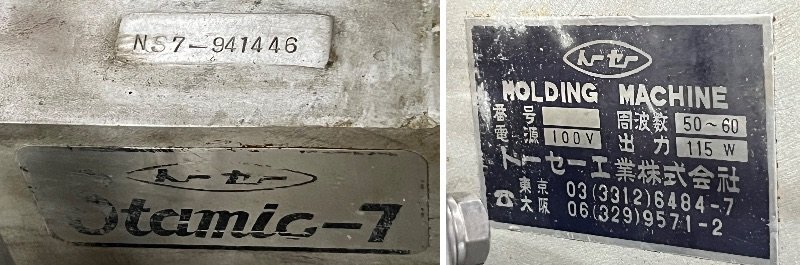 NS7-941446
トーセー
Otamic-7
トーセー
MOLDING MACHINE
番号 周波数 50~60
電源 100V 出力 115W
トーセー工業株式会社
☎ 東京 03(3312)6484-7
大阪 06(329)9571-2